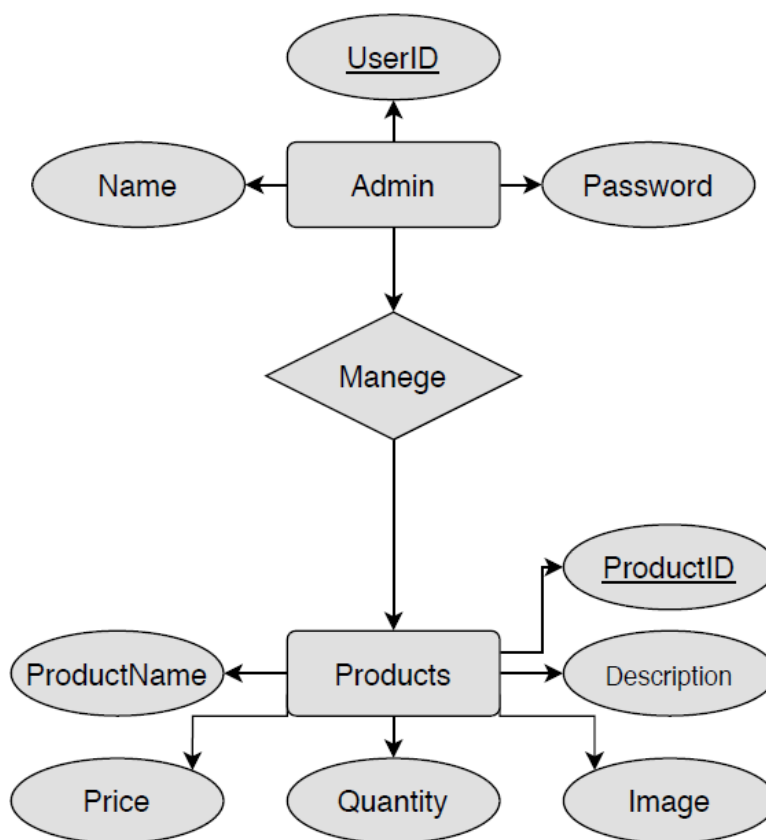 UserID
Name
Admin
Password
Manege
ProductID
ProductName
Products
Description
Price
Quantity
Image